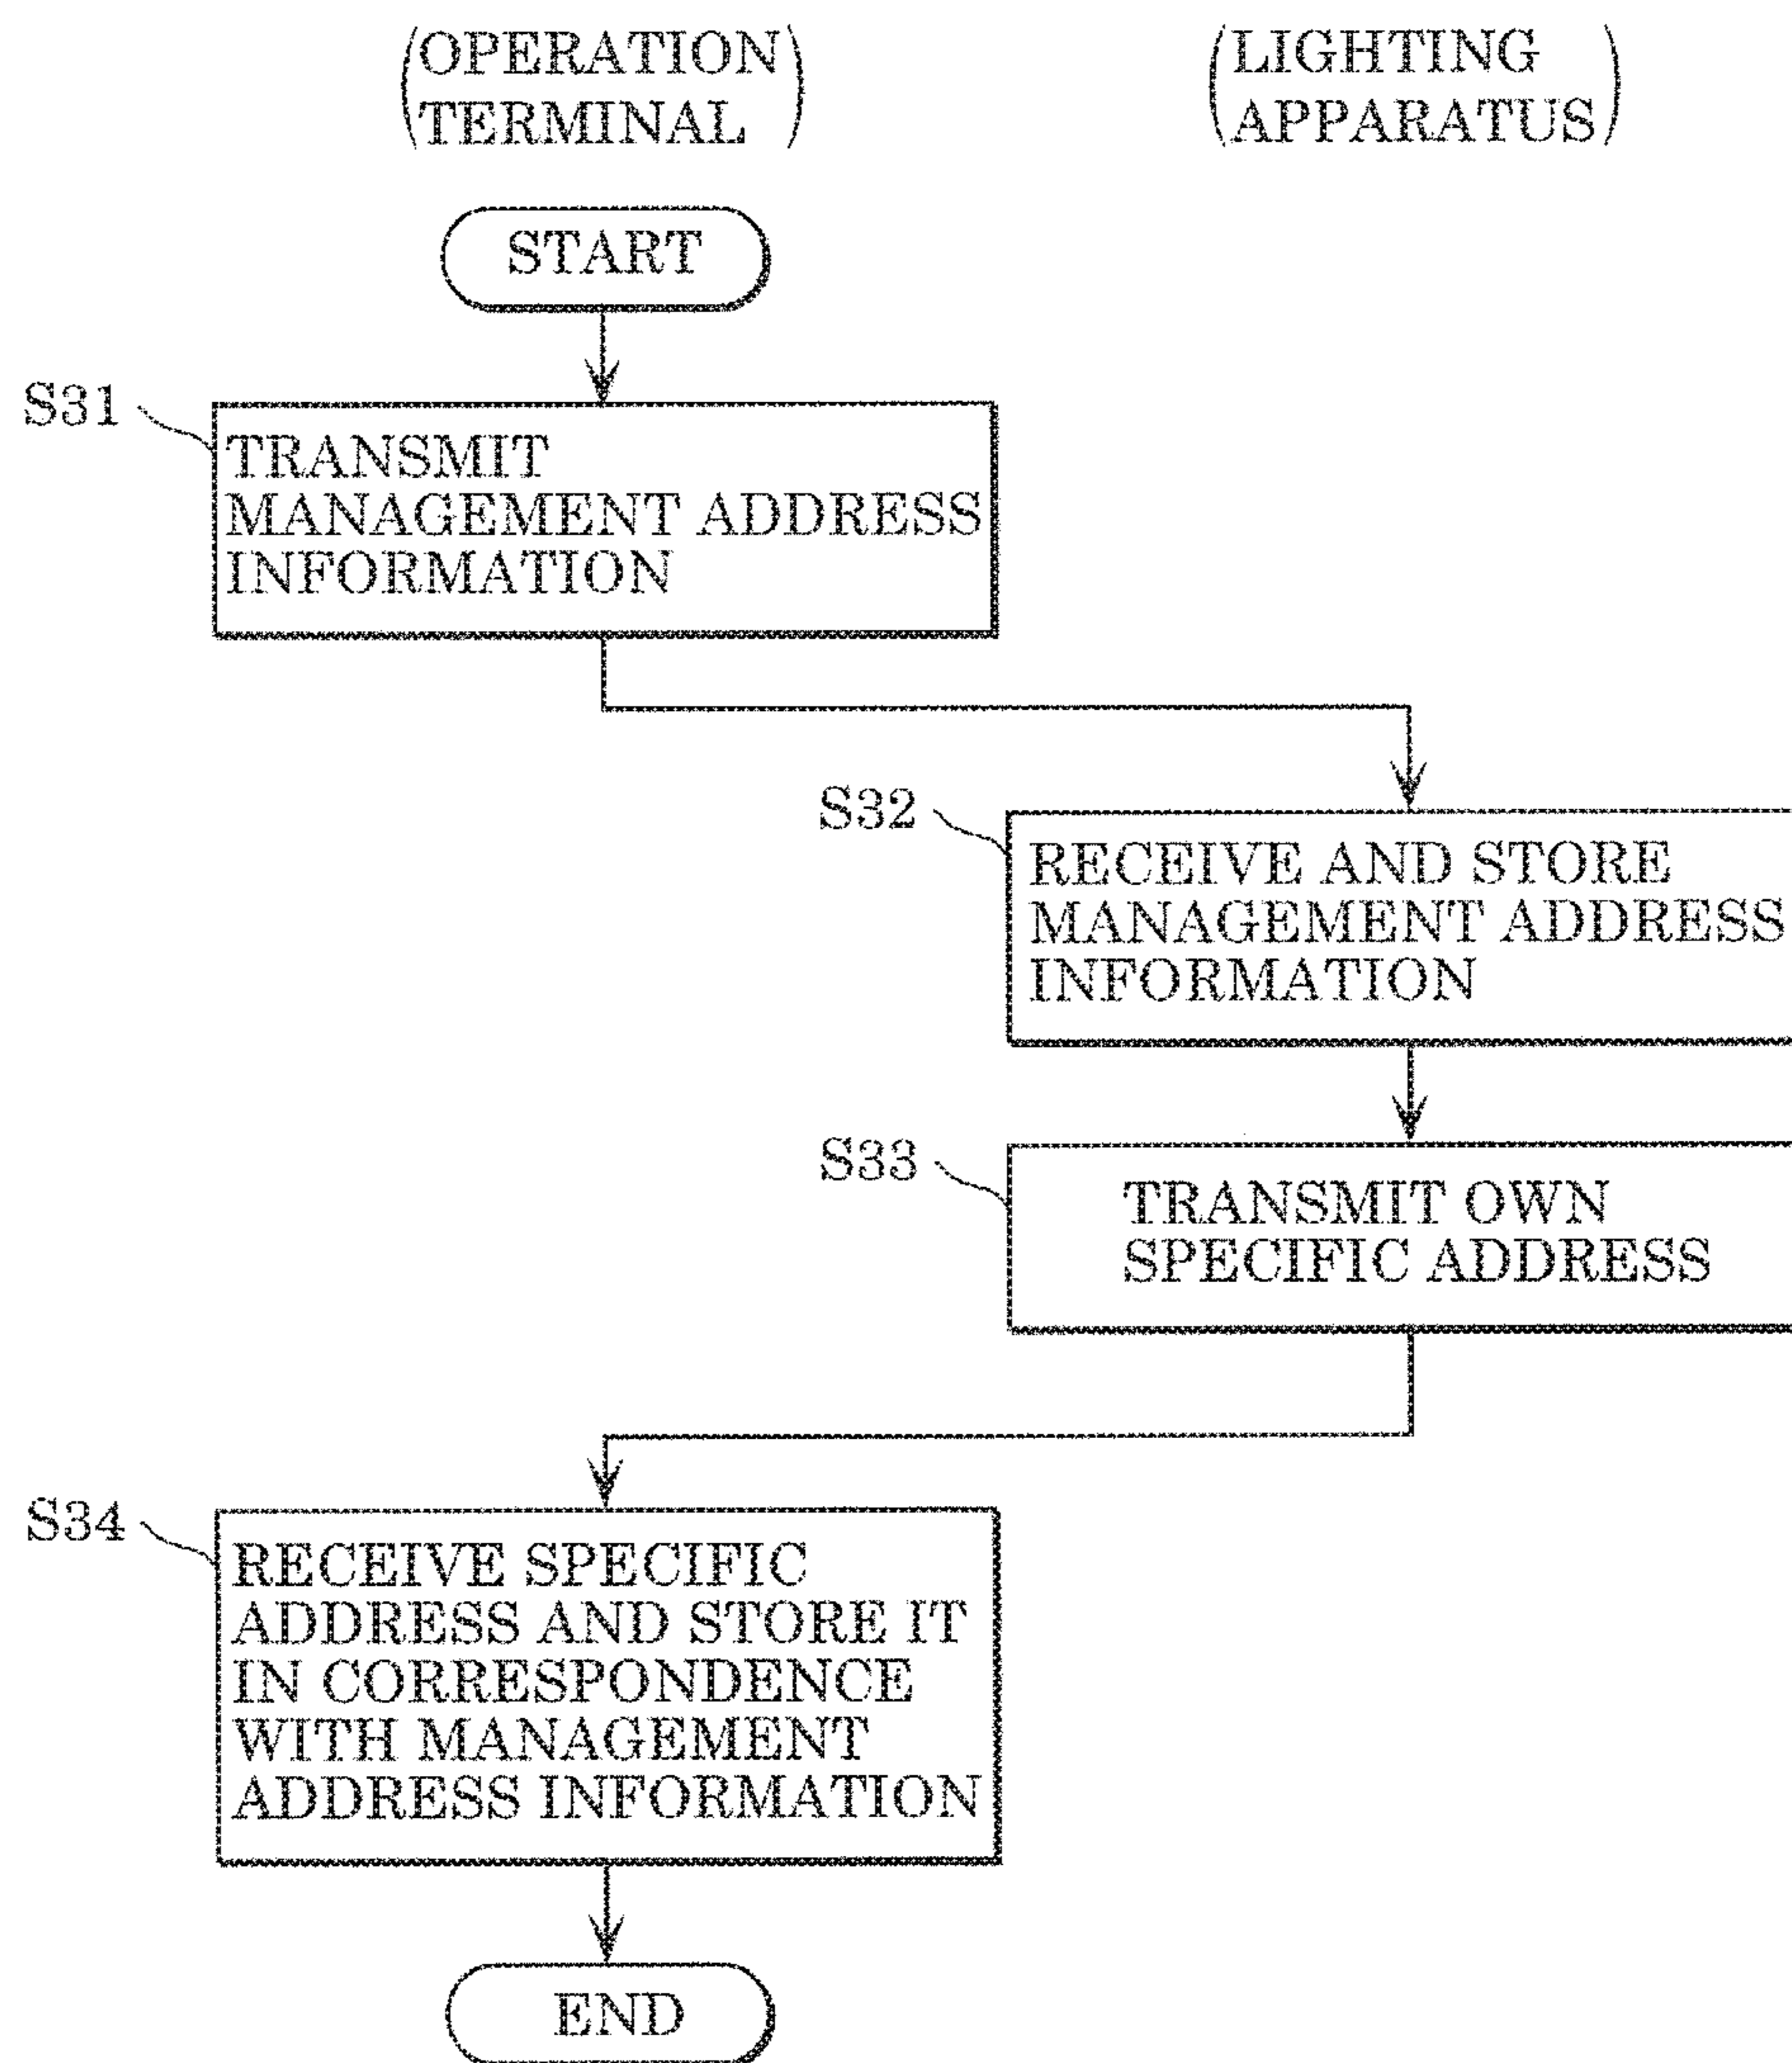 OPERATION
TERMINAL
LIGHTING
APPARATUS
START
S31
TRANSMIT
MANAGEMENT ADDRESS
INFORMATION
S32
RECEIVE AND STORE
MANAGEMENT ADDRESS
INFORMATION
S33
TRANSMIT OWN
SPECIFIC ADDRESS
S34
RECEIVE SPECIFIC
ADDRESS AND STORE IT
IN CORRESPONDENCE
WITH MANAGEMENT
ADDRESS INFORMATION
END